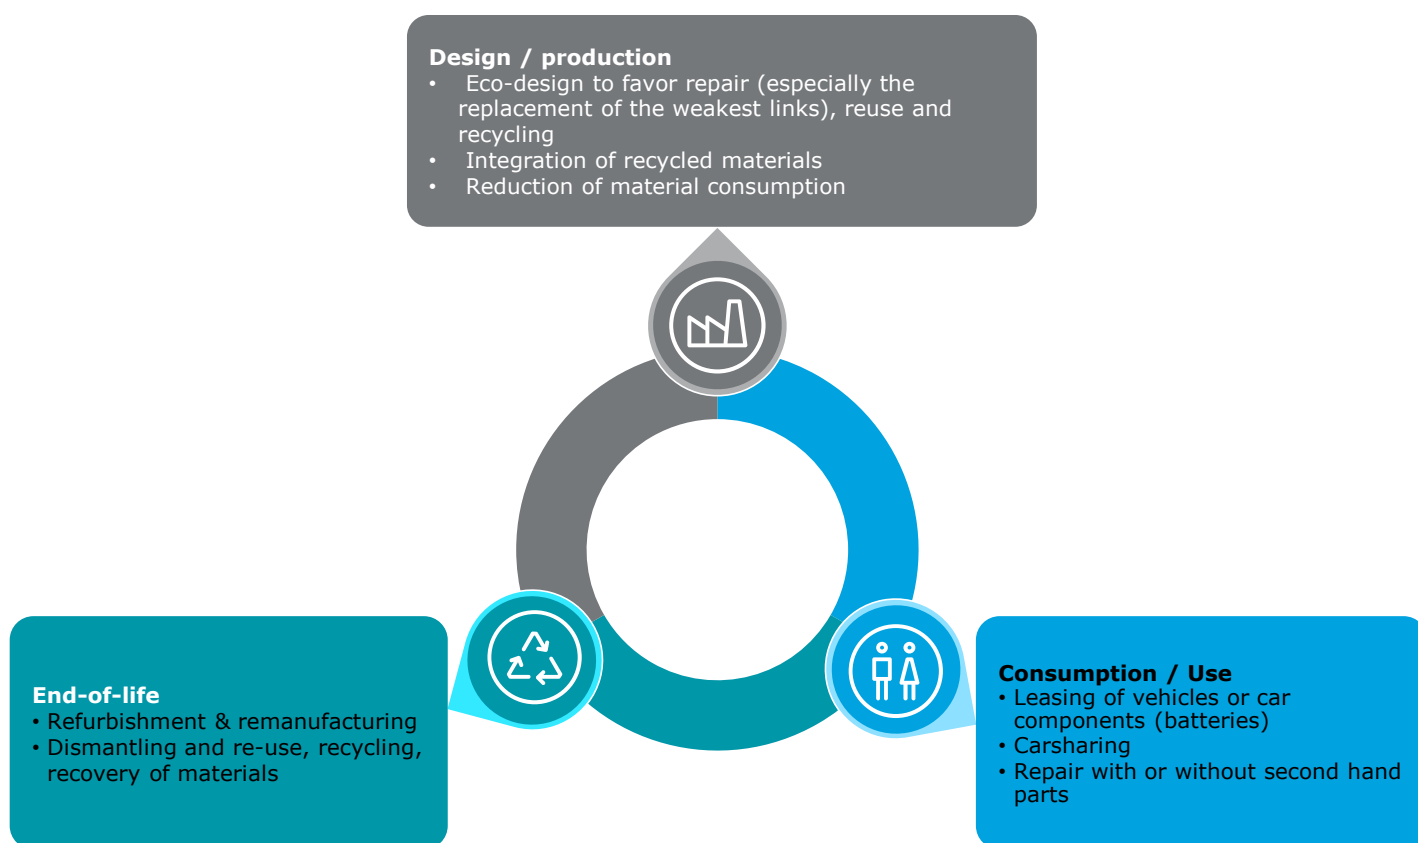 Design / production
• Eco-design to favor repair (especially the
replacement of the weakest links), reuse and
recycling
• Integration of recycled materials
• Reduction of material consumption
End-of-life
• Refurbishment & remanufacturing
• Dismantling and re-use, recycling,
recovery of materials
Consumption / Use
• Leasing of vehicles or car
components (batteries)
• Carsharing
• Repair with or without second hand
parts